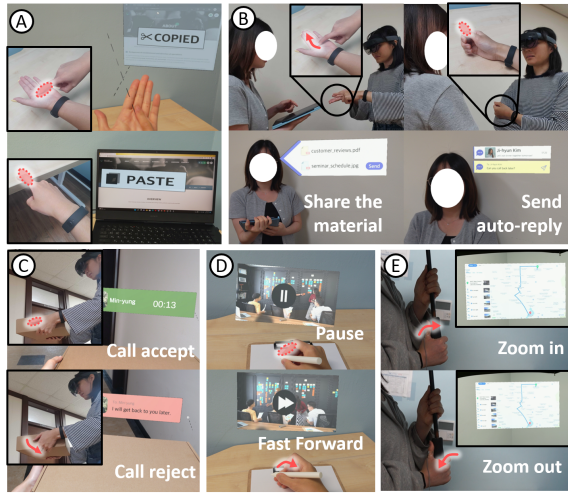 A
COPIED
PASTE
B
customer_reviews.pdf
seminar_schedule.jpg
Send
Share the
material
Ji-hyun Kim
Send
auto-reply
C
Min-yong
00:13
Call accept
I will get back to you later.
Call reject
D
Pause
Fast Forward
E
Zoom in
Zoom out